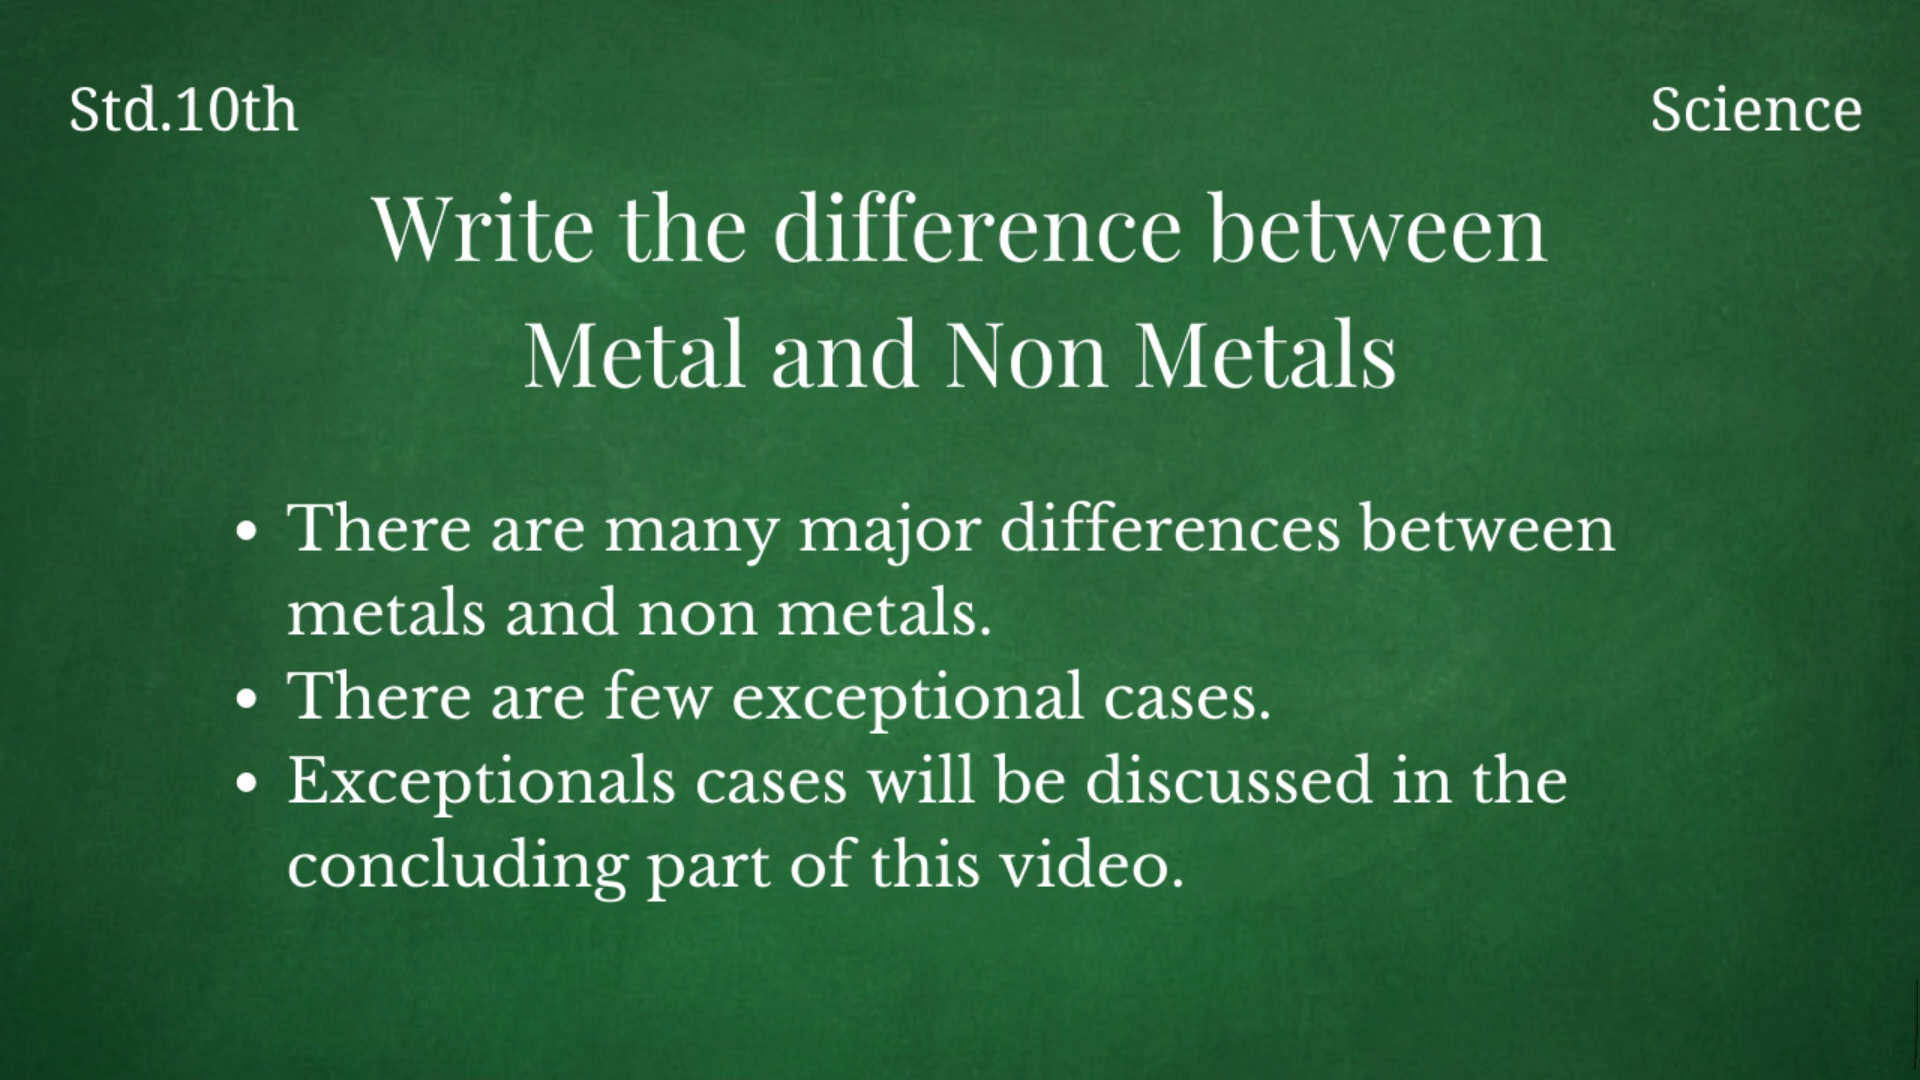 Std.10th
Science
Write the difference between
Metal and Non Metals
• There are many major differences between
metals and non metals.
• There are few exceptional cases.
• Exceptionals cases will be discussed in the
concluding part of this video.